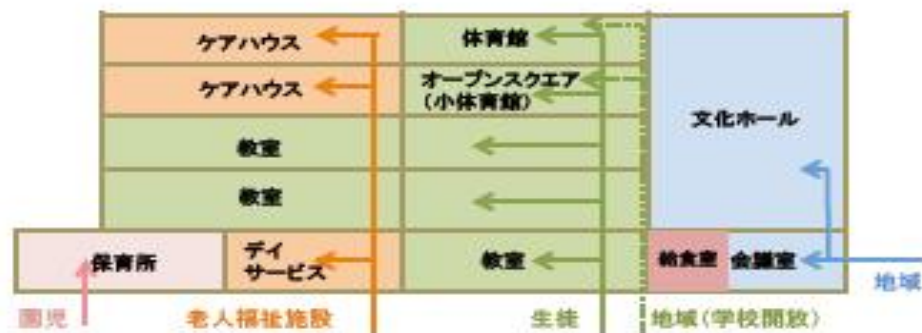 ケアハウス
体育館
ケアハウス
オープンスクエア
(小体育館)
文化ホール
教室
教室
保育所
デイ
サービス
教室
給食室
会議室
地域
園児
老人福祉施設
生徒
地域(学校開放)